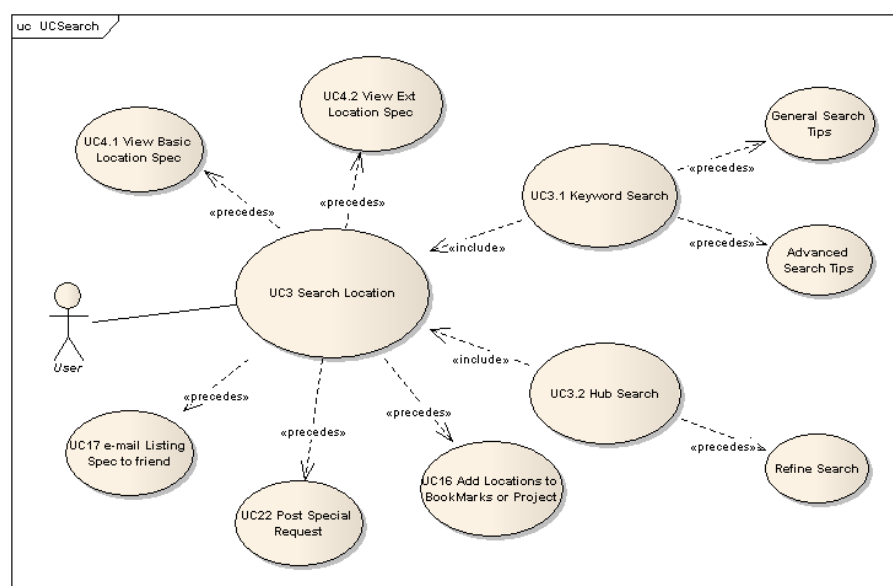 uc UCSearch
UC4.2 View Ext
Location Spec
General Search
Tips
UC4.1 View Basic
Location Spec
«precedes»
UC3.1 Keyword Search
«precedes»
«precedes»
«precedes»
«include»
Advanced
Search Tips
UC3 Search Location
User
«include»
«precedes»
«precedes»
«precedes»
UC3.2 Hub Search
«precedes»
UC17 e-mail Listing
Spec to friend
UC16 Add Locations to
BookMarks or Project
Refine Search
UC22 Post Special
Request